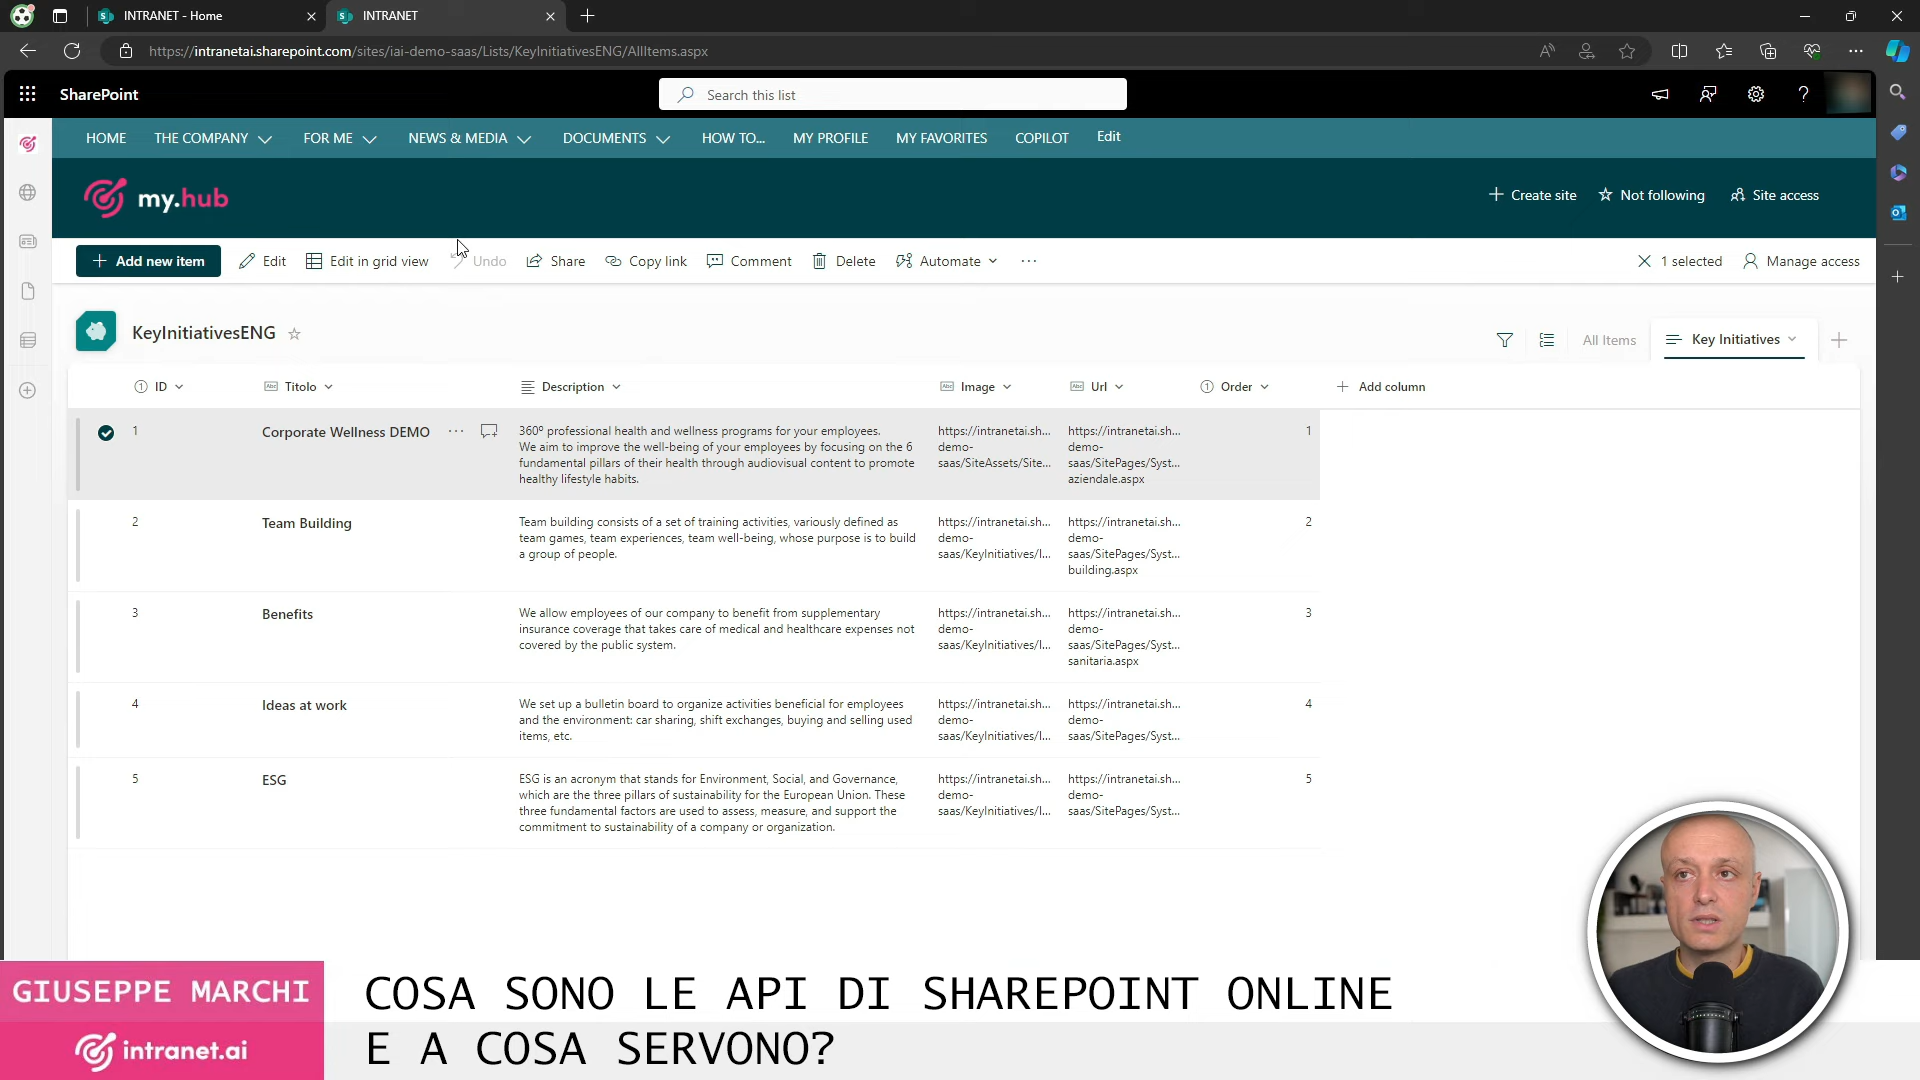 INTRANET - Home
INTRANET
https://intranetai.sharepoint.com/sites/iai-demo-saas/Lists/KeyInitiativesENG/AllItems.aspx
SharePoint
Search this list
HOME THE COMPANY FOR ME NEWS & MEDIA DOCUMENTS HOW TO... MY PROFILE MY FAVORITES COPILOT Edit
my.hub
Create site Not following Site access
Add new item Edit Edit in grid view Undo Share Copy link Comment Delete Automate ... 1 selected Manage access
KeyInitiativesENG
All Items Key Initiatives
ID Titolo Description Image Url Order Add column
1 Corporate Wellness DEMO
360º professional health and wellness programs for your employees.
We aim to improve the well-being of your employees by focusing on the 6
fundamental pillars of their health through audiovisual content to promote
healthy lifestyle habits.
https://intranetai.sh...
demo-
saas/SiteAssets/Site...
https://intranetai.sh...
demo-
saas/SitePages/Syst...
aziendale.aspx
1
2 Team Building
Team building consists of a set of training activities, variously defined as
team games, team experiences, team well-being, whose purpose is to build
a group of people.
https://intranetai.sh...
demo-
saas/KeyInitiatives/I...
https://intranetai.sh...
demo-
saas/SitePages/Syst...
building.aspx
2
3 Benefits
We allow employees of our company to benefit from supplementary
insurance coverage that takes care of medical and healthcare expenses not
covered by the public system.
https://intranetai.sh...
demo-
saas/KeyInitiatives/I...
https://intranetai.sh...
demo-
saas/SitePages/Syst...
sanitaria.aspx
3
4 Ideas at work
We set up a bulletin board to organize activities beneficial for employees
and the environment: car sharing, shift exchanges, buying and selling used
items, etc.
https://intranetai.sh...
demo-
saas/KeyInitiatives/I...
https://intranetai.sh...
demo-
saas/SitePages/Syst...
4
5 ESG
ESG is an acronym that stands for Environment, Social, and Governance,
which are the three pillars of sustainability for the European Union. These
three fundamental factors are used to assess, measure, and support the
commitment to sustainability of a company or organization.
https://intranetai.sh...
demo-
saas/KeyInitiatives/I...
https://intranetai.sh...
demo-
saas/SitePages/Syst...
5
GIUSEPPE MARCHI
intranet.ai
COSA SONO LE API DI SHAREPOINT ONLINE
E A COSA SERVONO?